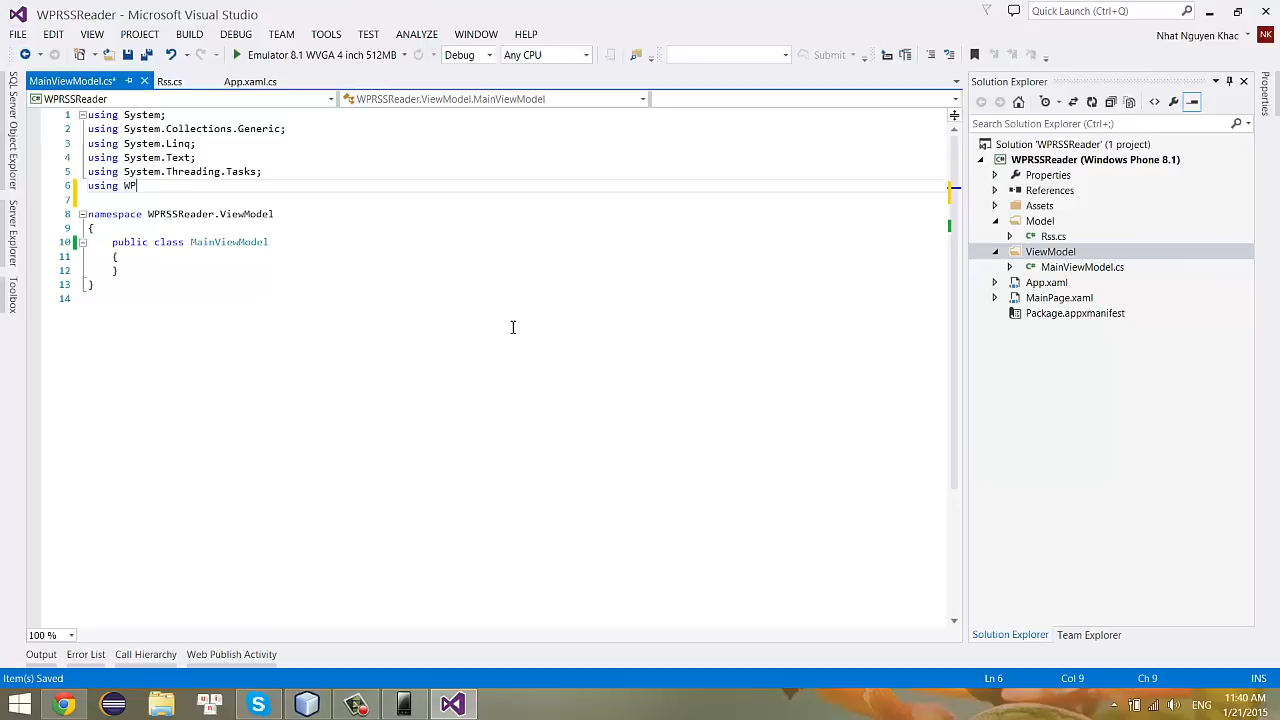 WPRSSReader - Microsoft Visual Studio
Quick Launch (Ctrl+Q)
FILE EDIT VIEW PROJECT BUILD DEBUG TEAM TOOLS TEST ANALYZE WINDOW HELP
Nhat Nguyen Khac NK
Emulator 8.1 WVGA 4 inch 512MB Debug Any CPU Submit
MainViewModel.cs* Rss.cs App.xaml.cs
WPRSSReader WPRSSReader.ViewModel.MainViewModel
1 using System;
2 using System.Collections.Generic;
3 using System.Linq;
4 using System.Text;
5 using System.Threading.Tasks;
6 using WP
7
8 namespace WPRSSReader.ViewModel
9 {
10 public class MainViewModel
11 {
12 }
13 }
14
100 %
SQL Server Object Explorer
Server Explorer
Toolbox
Solution Explorer
Search Solution Explorer (Ctrl+;)
Solution 'WPRSSReader' (1 project)
WPRSSReader (Windows Phone 8.1)
Properties
References
Assets
Model
Rss.cs
ViewModel
MainViewModel.cs
App.xaml
MainPage.xaml
Package.appxmanifest
Solution Explorer Team Explorer
Properties
Output Error List Call Hierarchy Web Publish Activity
Item(s) Saved Ln 6 Col 9 Ch 9 INS
ENG
11:40 AM
1/21/2015